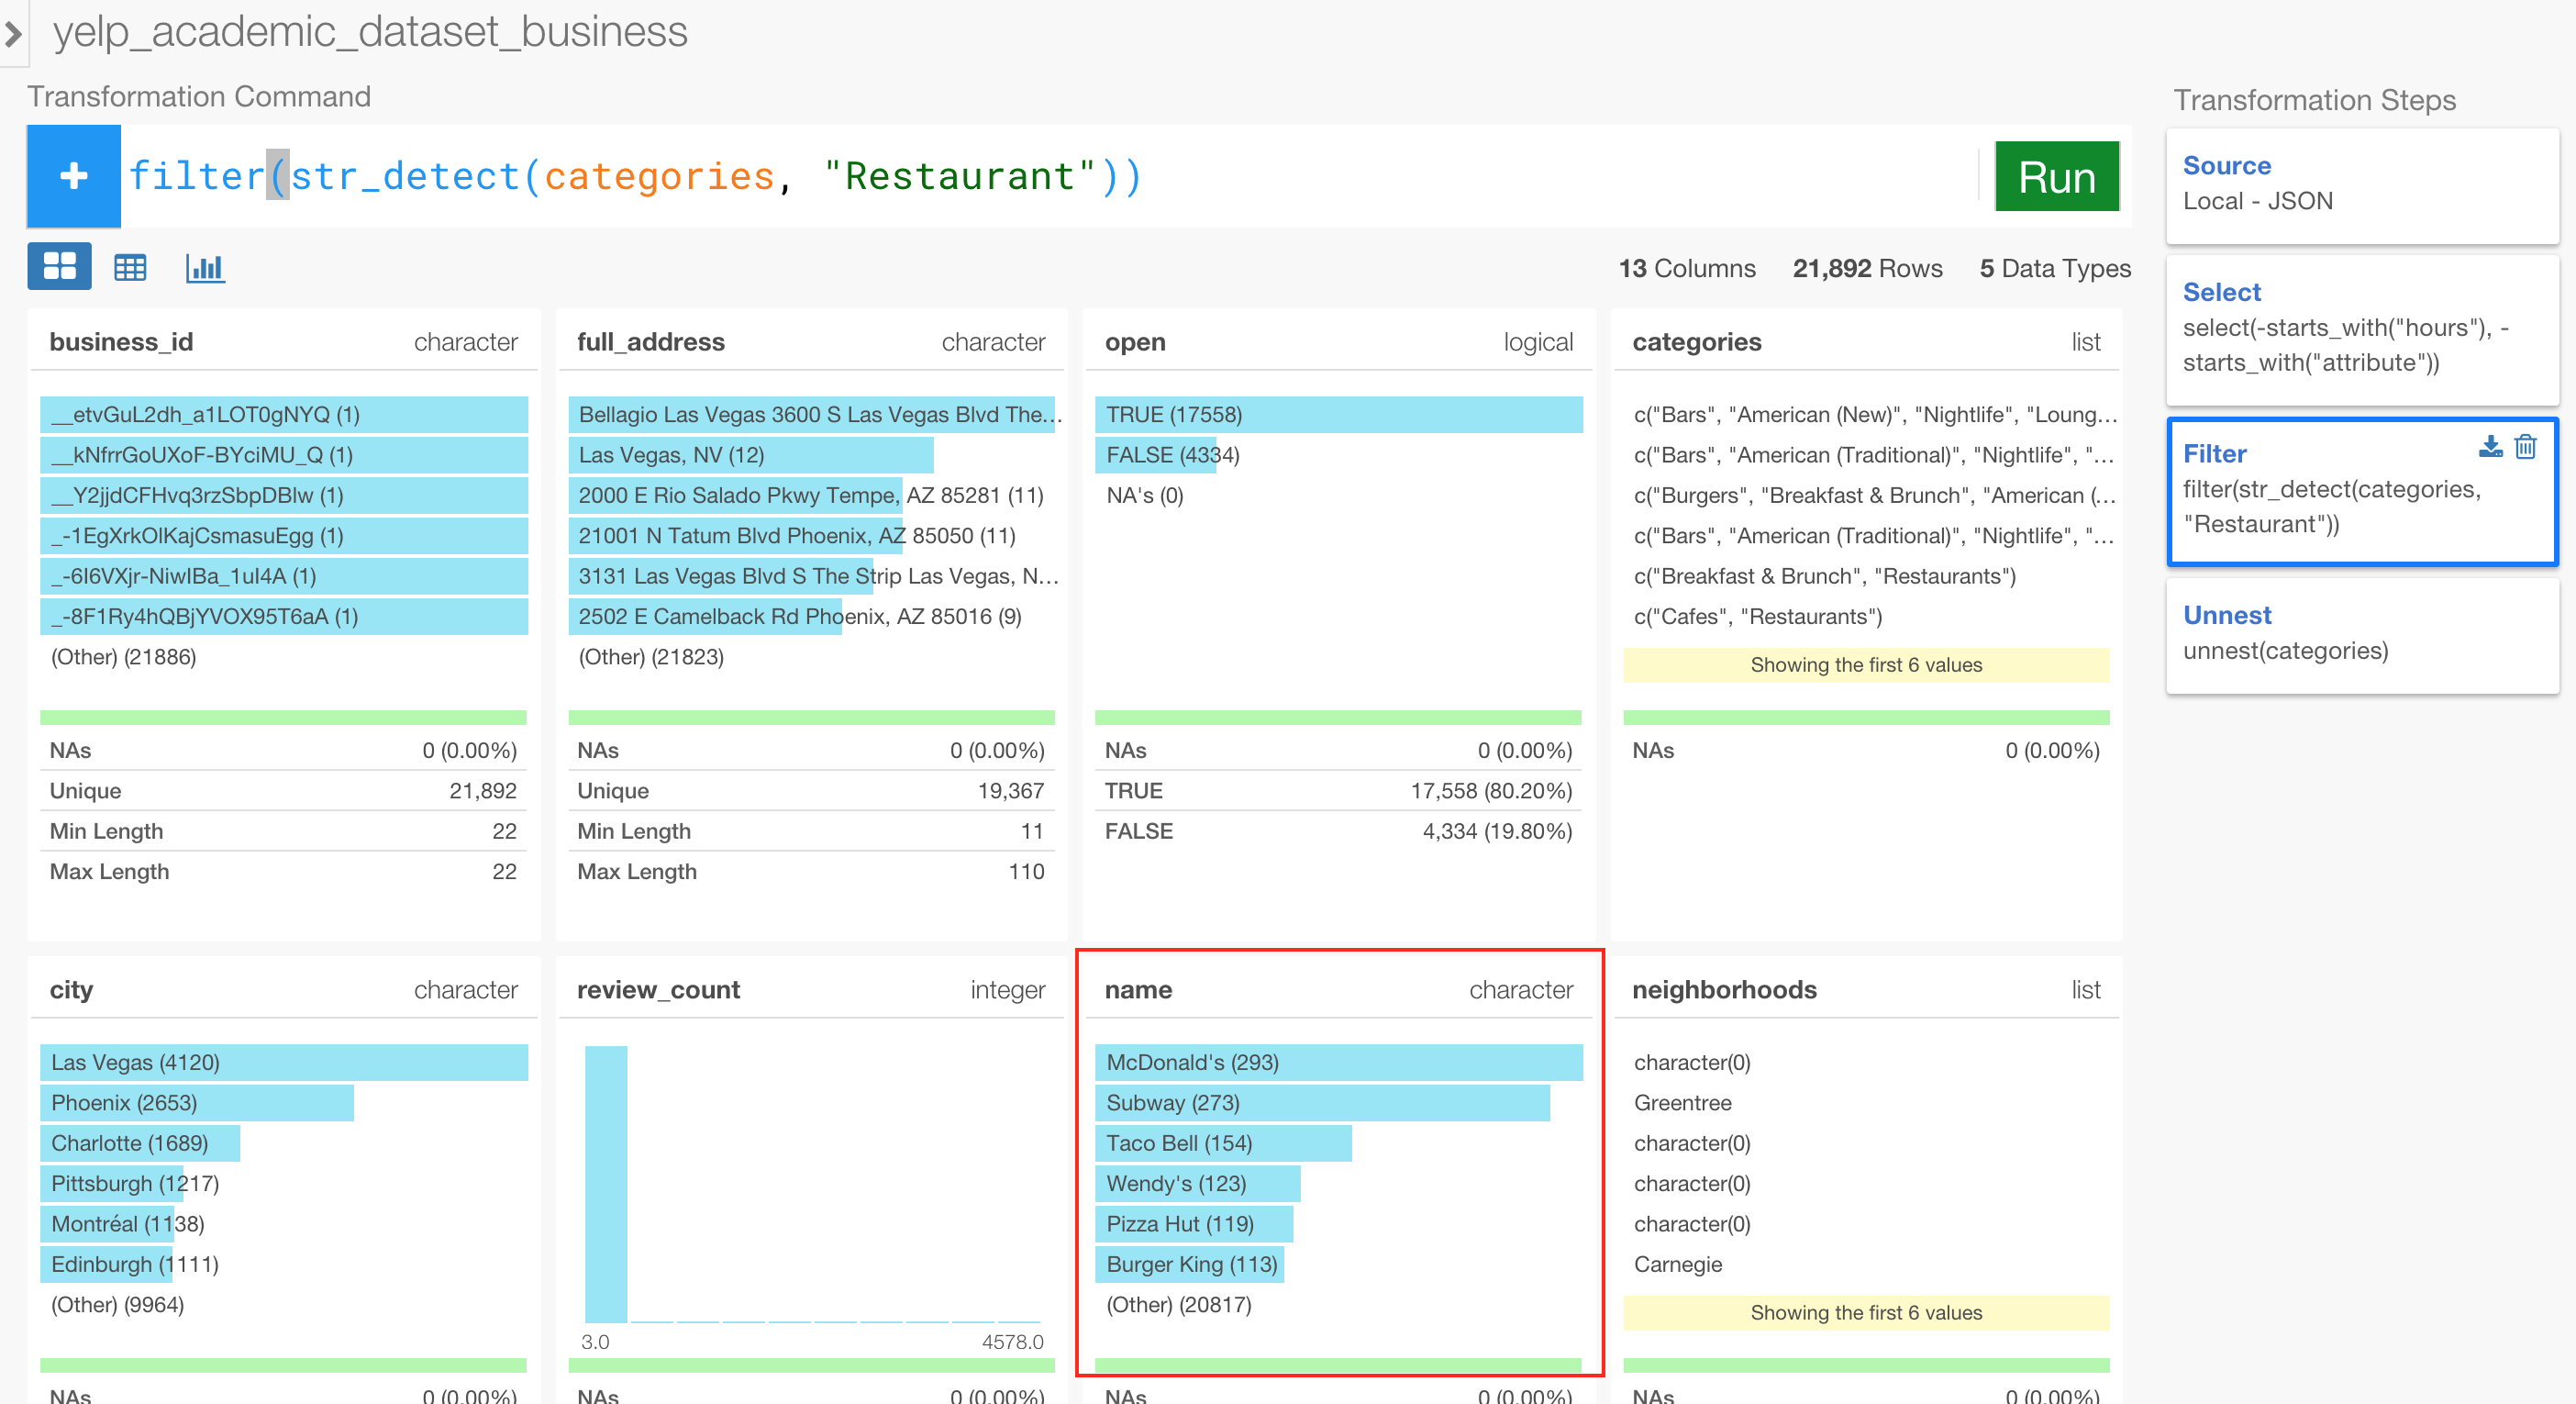 yelp_academic_dataset_business
Transformation Command
filter(str_detect(categories, "Restaurant"))
Run
13 Columns 21,892 Rows 5 Data Types
business_id character
__etvGuL2dh_a1LOT0gNYQ (1)
__kNfrrGoUXoF-BYciMU_Q (1)
__Y2jjdCFHvq3rzSbpDBlw (1)
_-1EgXrkOlKajCsmasuEgg (1)
_-6I6VXjr-NiwIBa_1uI4A (1)
_-8F1Ry4hQBjYVOX95T6aA (1)
(Other) (21886)
NAs 0 (0.00%)
Unique 21,892
Min Length 22
Max Length 22
full_address character
Bellagio Las Vegas 3600 S Las Vegas Blvd The...
Las Vegas, NV (12)
2000 E Rio Salado Pkwy Tempe, AZ 85281 (11)
21001 N Tatum Blvd Phoenix, AZ 85050 (11)
3131 Las Vegas Blvd S The Strip Las Vegas, N...
2502 E Camelback Rd Phoenix, AZ 85016 (9)
(Other) (21823)
NAs 0 (0.00%)
Unique 19,367
Min Length 11
Max Length 110
open logical
TRUE (17558)
FALSE (4334)
NA's (0)
NAs 0 (0.00%)
TRUE 17,558 (80.20%)
FALSE 4,334 (19.80%)
categories list
c("Bars", "American (New)", "Nightlife", "Loung...
c("Bars", "American (Traditional)", "Nightlife", "...
c("Burgers", "Breakfast & Brunch", "American (...
c("Bars", "American (Traditional)", "Nightlife", "...
c("Breakfast & Brunch", "Restaurants")
c("Cafes", "Restaurants")
Showing the first 6 values
NAs 0 (0.00%)
city character
Las Vegas (4120)
Phoenix (2653)
Charlotte (1689)
Pittsburgh (1217)
Montréal (1138)
Edinburgh (1111)
(Other) (9964)
NAs 0 (0.00%)
review_count integer
3.0 4578.0
NAs 0 (0.00%)
name character
McDonald's (293)
Subway (273)
Taco Bell (154)
Wendy's (123)
Pizza Hut (119)
Burger King (113)
(Other) (20817)
NAs 0 (0.00%)
neighborhoods list
character(0)
Greentree
character(0)
character(0)
character(0)
Carnegie
Showing the first 6 values
NAs 0 (0.00%)
Transformation Steps
Source
Local - JSON
Select
select(-starts_with("hours"), -
starts_with("attribute"))
Filter
filter(str_detect(categories,
"Restaurant"))
Unnest
unnest(categories)